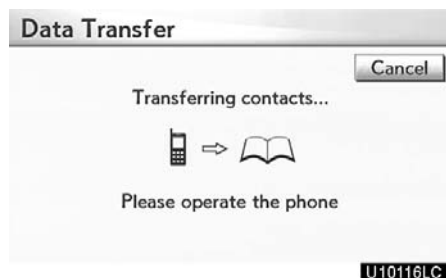 Data Transfer
Cancel
Transferring contacts...
Please operate the phone
U10116LC